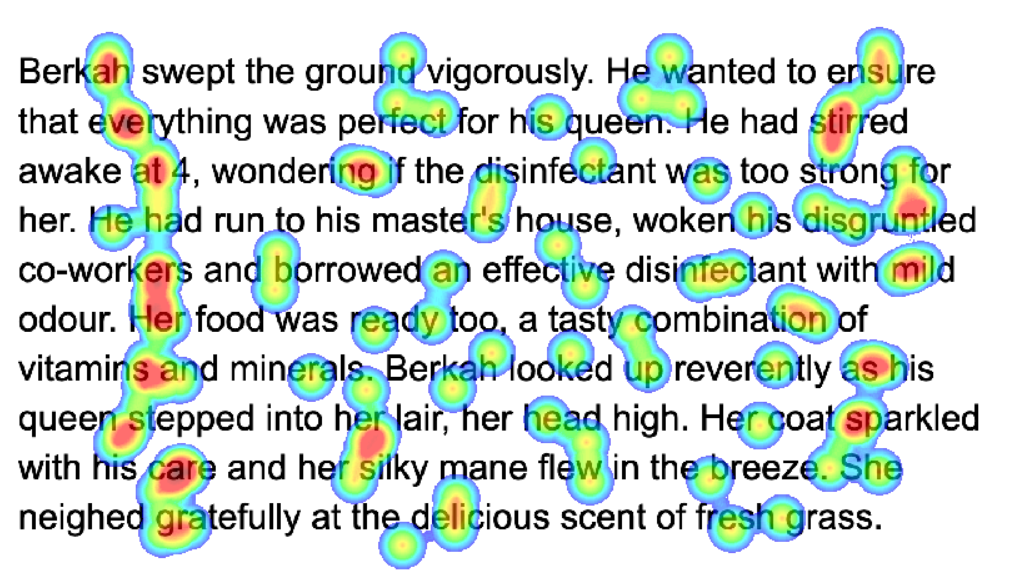 Berkah swept the ground vigorously. He wanted to ensure
that everything was perfect for his queen. He had stirred
awake at 4, wondering if the disinfectant was too strong for
her. He had run to his master's house, woken his disgruntled
co-workers and borrowed an effective disinfectant with mild
odour. Her food was ready too, a tasty combination of
vitamins and minerals. Berkah looked up reverently as his
queen stepped into her lair, her head high. Her coat sparkled
with his care and her silky mane flew in the breeze. She
neighed gratefully at the delicious scent of fresh grass.